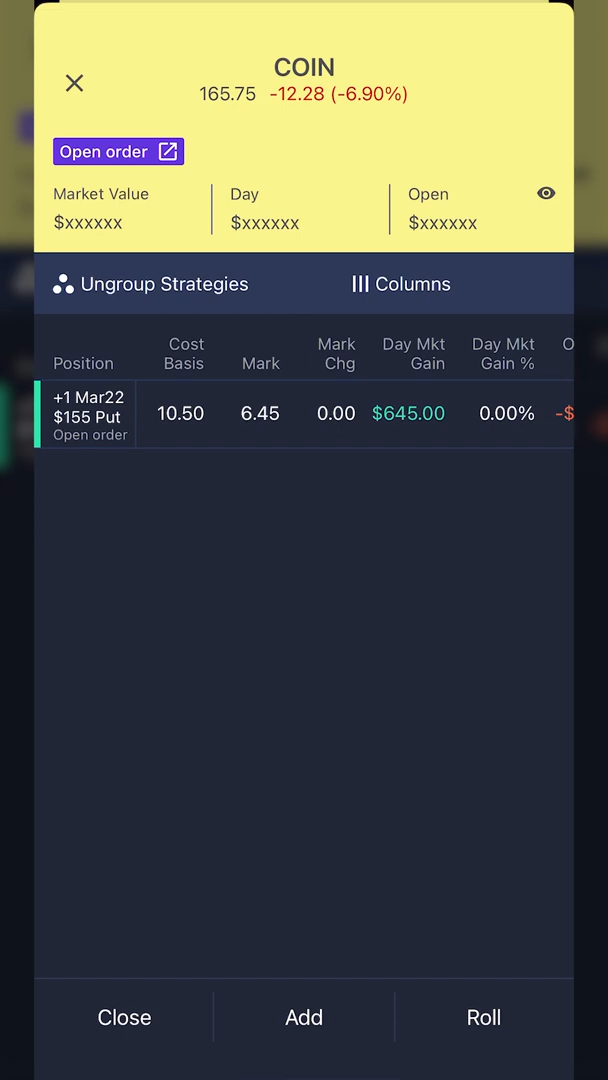 COIN
165.75 -12.28 (-6.90%)
Open order
Market Value Day Open
$xxxxxx $xxxxxx $xxxxxx
Ungroup Strategies Columns
Position Cost Basis Mark Mark Chg Day Mkt Gain Day Mkt Gain % O
+1 Mar22
$155 Put
Open order
10.50 6.45 0.00 $645.00 0.00% -$
Close Add Roll